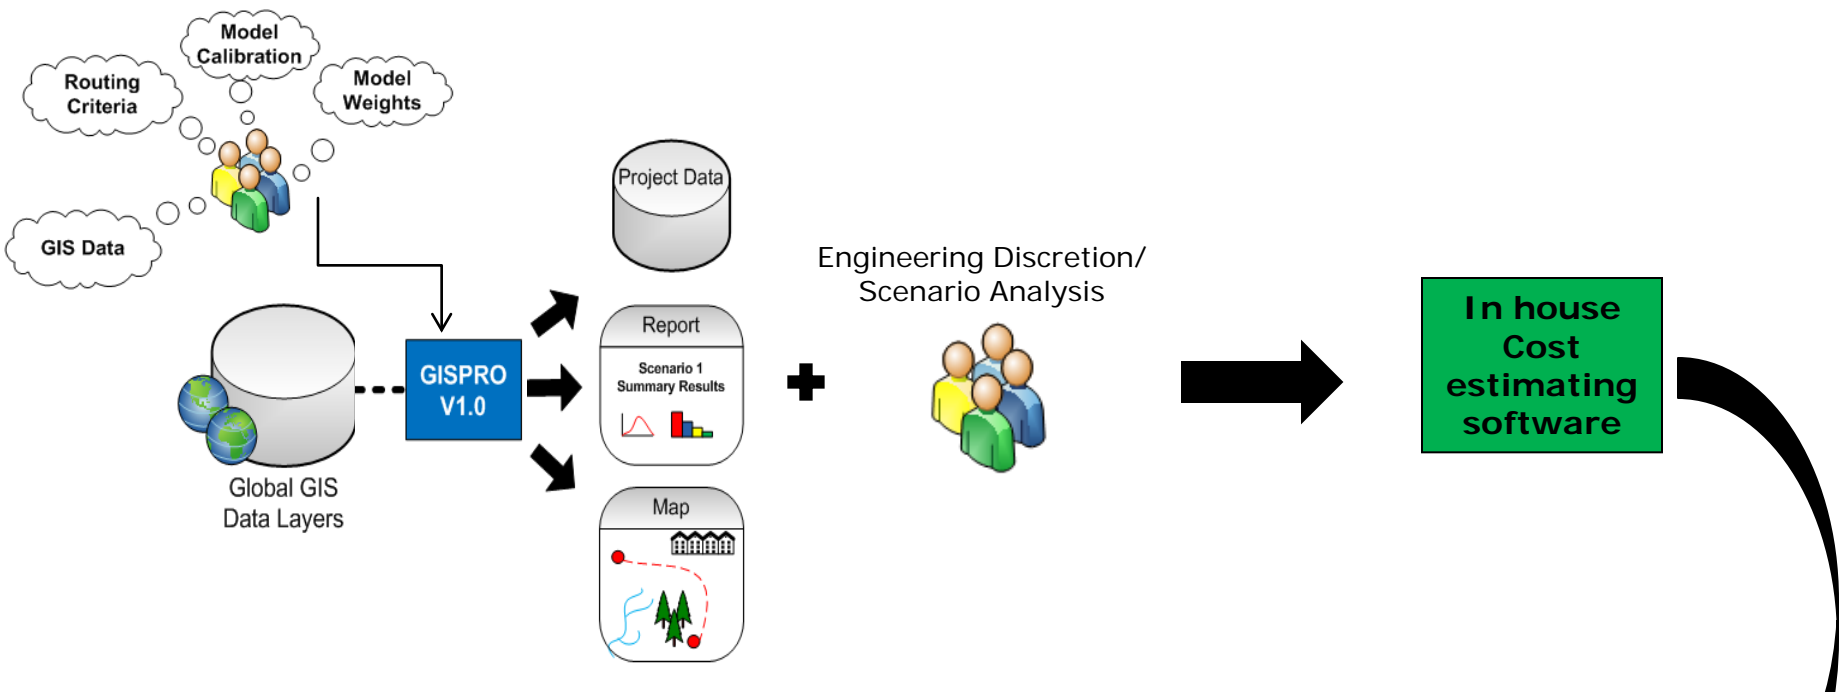 Model
Calibration
Routing
Criteria
Model
Weights
GIS Data
Project Data
Engineering Discretion/
Scenario Analysis
Report
Scenario 1
Summary Results
GISPRO
V1.0
In house
Cost
estimating
software
Global GIS
Data Layers
Map